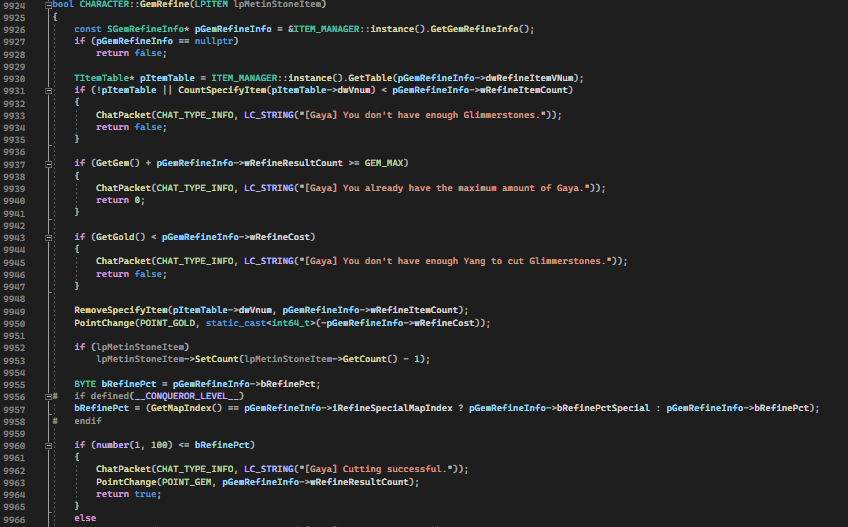 9924 bool CHARACTER::GemRefine(LPITEM lpMetinStoneItem)
9925 {
9926 const SGemRefineInfo* pGemRefineInfo = &ITEM_MANAGER::instance().GetGemRefineInfo();
9927 if (pGemRefineInfo == nullptr)
9928 return false;
9929
9930 TItemTable* pItemTable = ITEM_MANAGER::instance().GetTable(pGemRefineInfo->dwRefineItemVNum);
9931 if (!pItemTable || CountSpecifyItem(pItemTable->dwVnum) < pGemRefineInfo->wRefineItemCount)
9932 {
9933 ChatPacket(CHAT_TYPE_INFO, LC_STRING("[Gaya] You don't have enough Glimmerstones."));
9934 return false;
9935 }
9936
9937 if (GetGem() + pGemRefineInfo->wRefineResultCount >= GEM_MAX)
9938 {
9939 ChatPacket(CHAT_TYPE_INFO, LC_STRING("[Gaya] You already have the maximum amount of Gaya."));
9940 return 0;
9941 }
9942
9943 if (GetGold() < pGemRefineInfo->wRefineCost)
9944 {
9945 ChatPacket(CHAT_TYPE_INFO, LC_STRING("[Gaya] You don't have enough Yang to cut Glimmerstones."));
9946 return false;
9947 }
9948
9949 RemoveSpecifyItem(pItemTable->dwVnum, pGemRefineInfo->wRefineItemCount);
9950 PointChange(POINT_GOLD, static_cast<int64_t>(-pGemRefineInfo->wRefineCost));
9951
9952 if (lpMetinStoneItem)
9953 lpMetinStoneItem->SetCount(lpMetinStoneItem->GetCount() - 1);
9954
9955 BYTE bRefinePct = pGemRefineInfo->bRefinePct;
9956 # if defined(__CONQUEROR_LEVEL__)
9957 bRefinePct = (GetMapIndex() == pGemRefineInfo->iRefineSpecialMapIndex ? pGemRefineInfo->bRefinePctSpecial : pGemRefineInfo->bRefinePct);
9958 # endif
9959
9960 if (number(1, 100) <= bRefinePct)
9961 {
9962 ChatPacket(CHAT_TYPE_INFO, LC_STRING("[Gaya] Cutting successful."));
9963 PointChange(POINT_GEM, pGemRefineInfo->wRefineResultCount);
9964 return true;
9965 }
9966 else